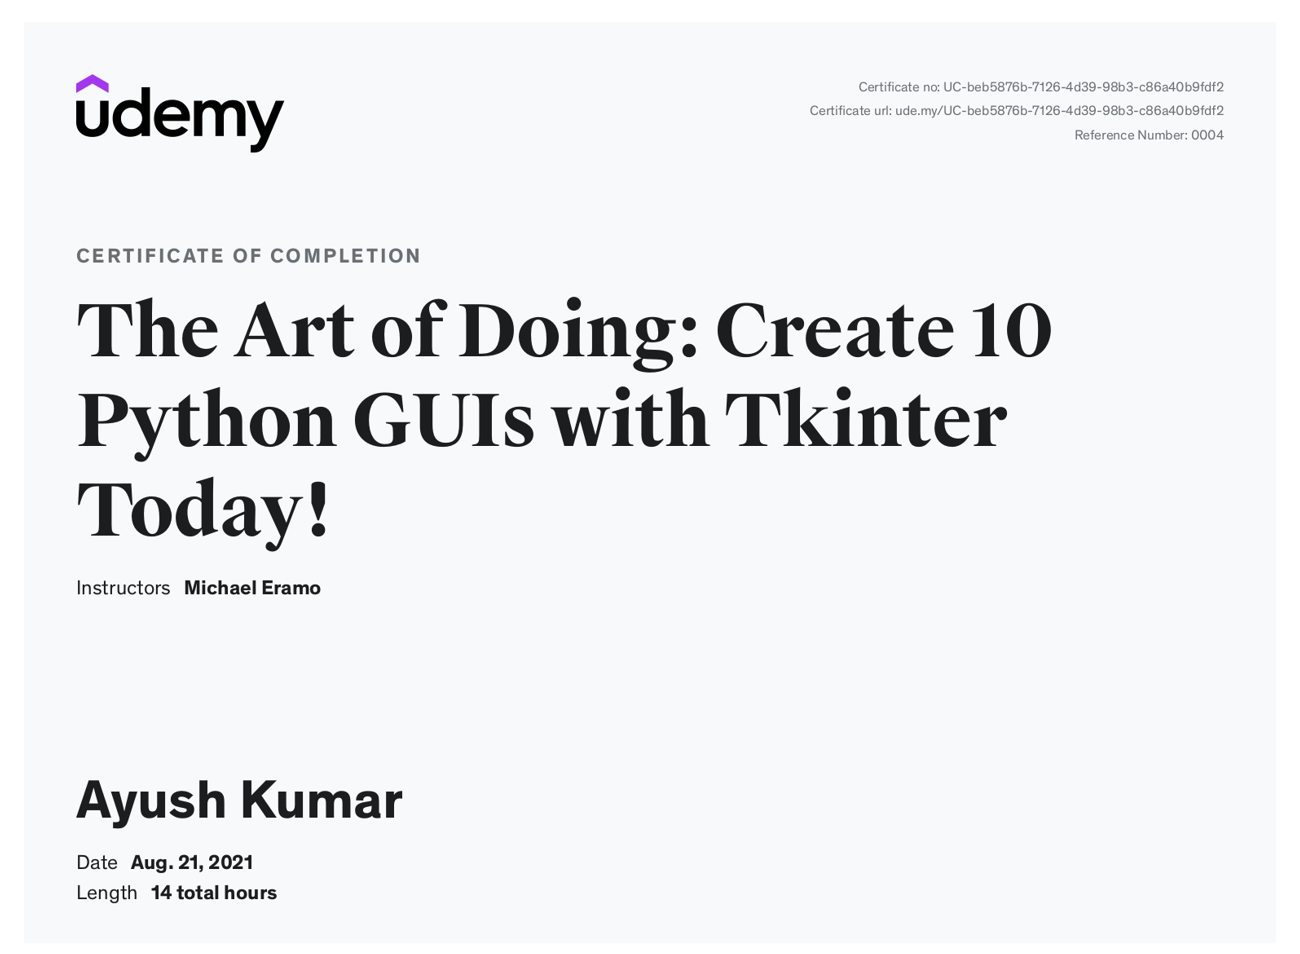 udemy
Certificate no: UC-beb5876b-7126-4d39-98b3-c86a40b9fdf2
Certificate url: ude.my/UC-beb5876b-7126-4d39-98b3-c86a40b9fdf2
Reference Number: 0004
CERTIFICATE OF COMPLETION
The Art of Doing: Create 10
Python GUIs with Tkinter
Today!
Instructors Michael Eramo
Ayush Kumar
Date Aug. 21, 2021
Length 14 total hours